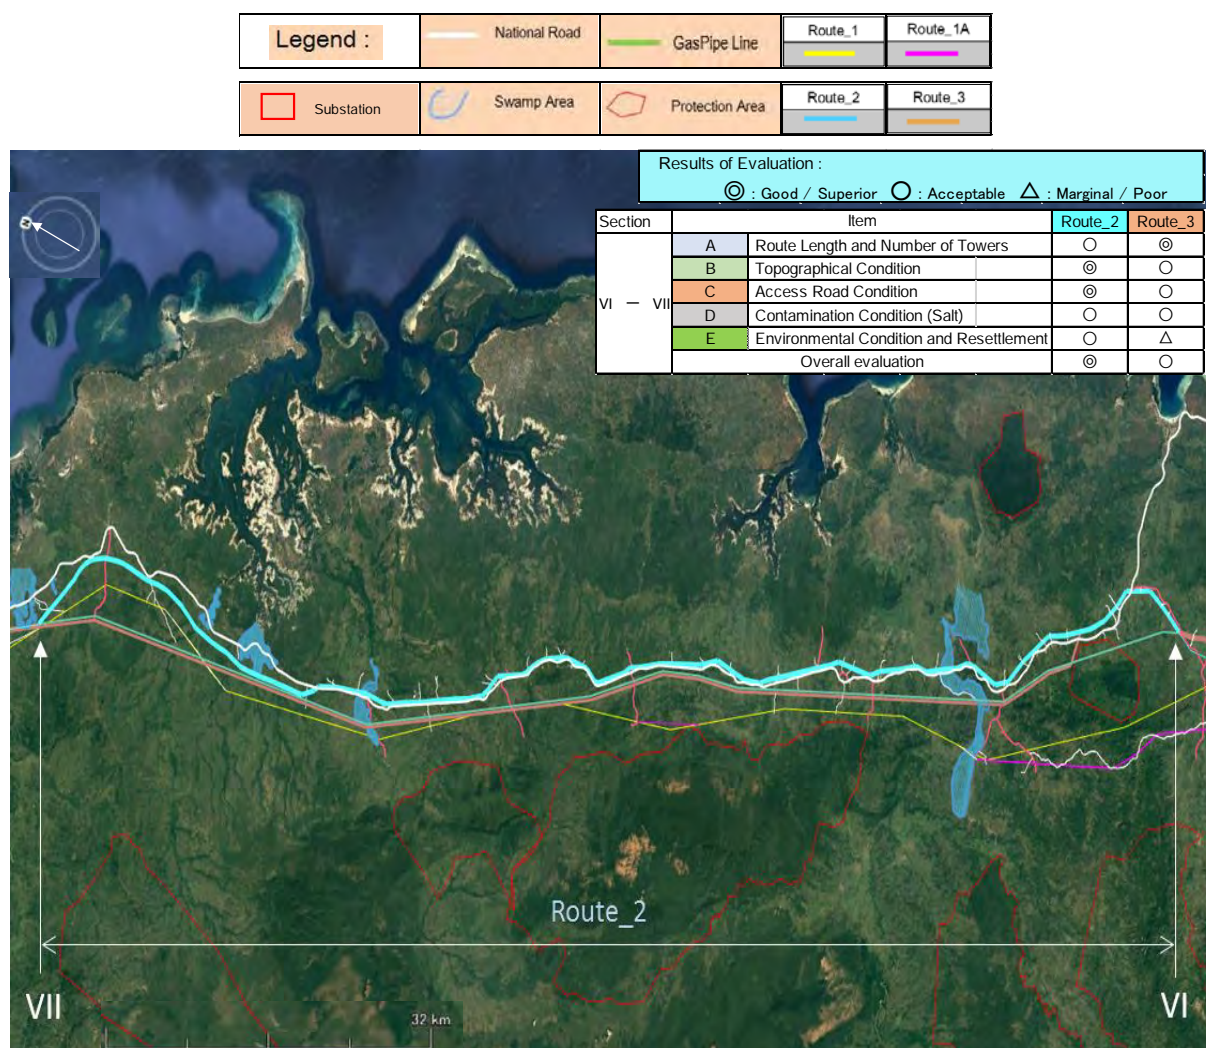 Legend :
National Road
GasPipe Line
Route_1
Route_1A
Substation
Swamp Area
Protection Area
Route_2
Route_3
Results of Evaluation :
◎ : Good / Superior ○ : Acceptable △ : Marginal / Poor
Section Item Route_2 Route_3
A Route Length and Number of Towers ○ ◎
B Topographical Condition ◎ ○
C Access Road Condition ◎ ○
VI － VII
D Contamination Condition (Salt) ○ ○
E Environmental Condition and Resettlement ○ △
Overall evaluation ◎ ○
Route_2
VII
VI
32 km